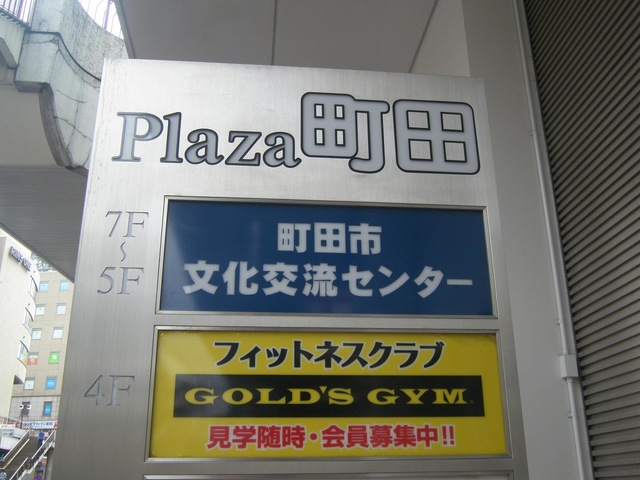 Plaza町田
7F
~
5F
町田市
文化交流センター
4F
フィットネスクラブ
GOLD'S GYM
見学随時・会員募集中!!